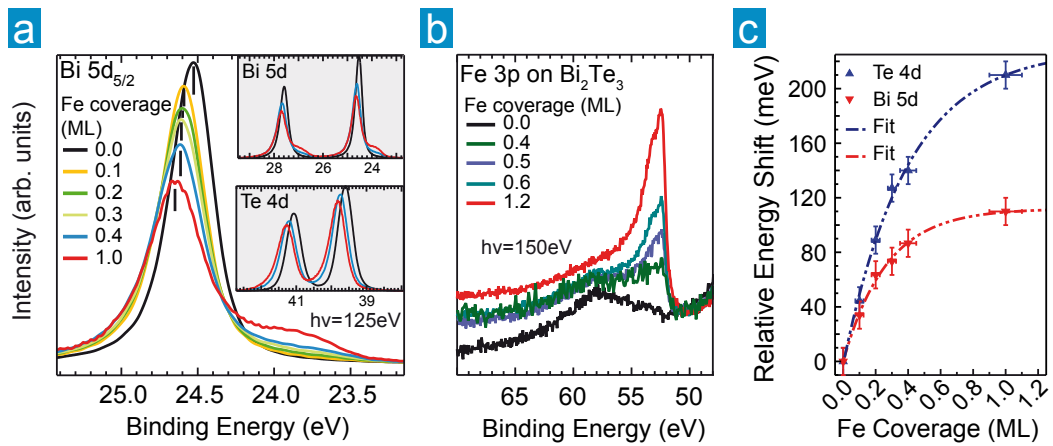 a
Bi 5d5/2
Fe coverage
(ML)
0.0
0.1
0.2
0.3
0.4
1.0
Bi 5d
28
26
24
Te 4d
41
39
hν=125eV
25.0
24.5
24.0
23.5
Binding Energy (eV)
Intensity (arb. units)
b
Fe 3p on Bi2Te3
Fe coverage (ML)
0.0
0.4
0.5
0.6
1.2
hν=150eV
65
60
55
50
Binding Energy (eV)
c
Te 4d
Bi 5d
Fit
Fit
200
160
120
80
40
0
0.0
0.2
0.4
0.6
0.8
1.0
1.2
Relative Energy Shift (meV)
Fe Coverage (ML)